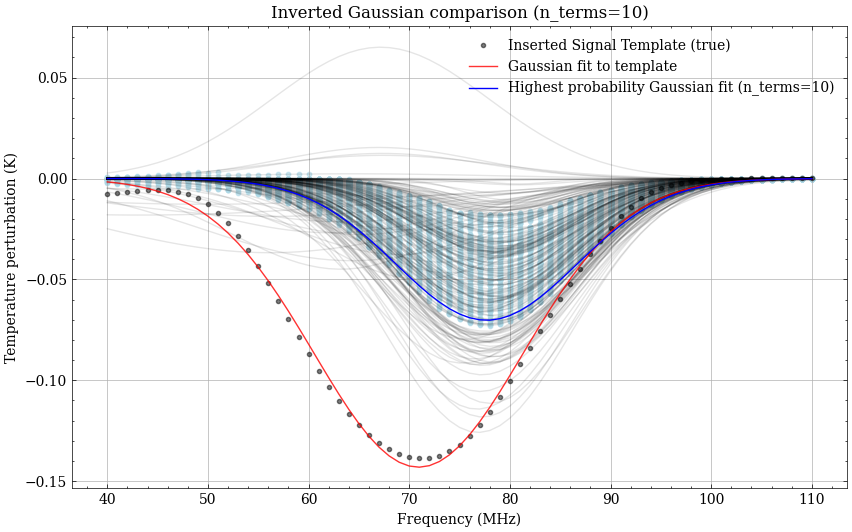 Inverted Gaussian comparison (n_terms=10)
Inserted Signal Template (true)
Gaussian fit to template
Highest probability Gaussian fit (n_terms=10)
Temperature perturbation (K)
0.05
0.00
−0.05
−0.10
−0.15
40 50 60 70 80 90 100 110
Frequency (MHz)